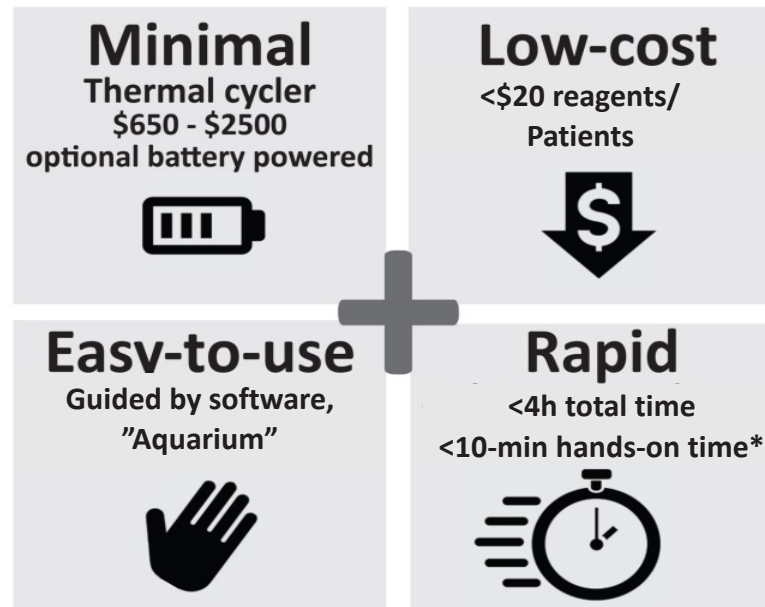 Minimal
Thermal cycler
$650 - $2500
optional battery powered
Low-cost
<$20 reagents/
Patients
$
Easy-to-use
Guided by software,
”Aquarium”
Rapid
<4h total time
<10-min hands-on time*